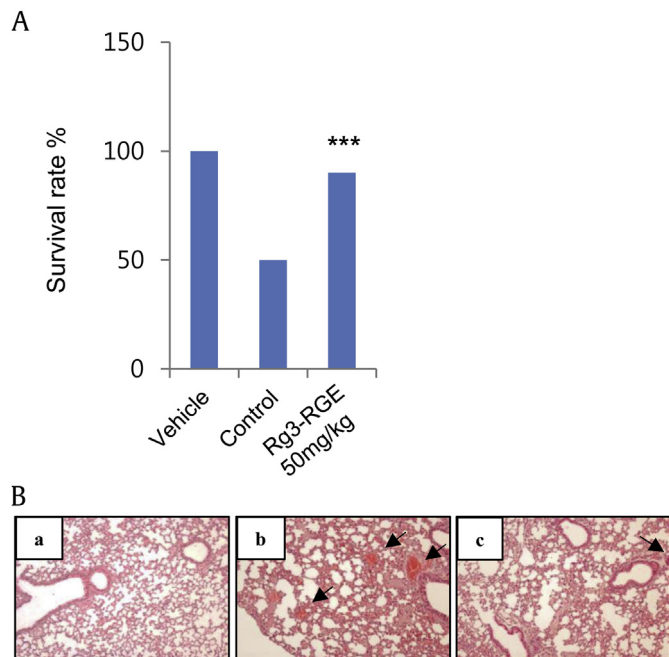 A
150
100
50
0
Survival rate %
***
Vehicle
Control
Rg3-RGE
50mg/kg
B
a
b
c